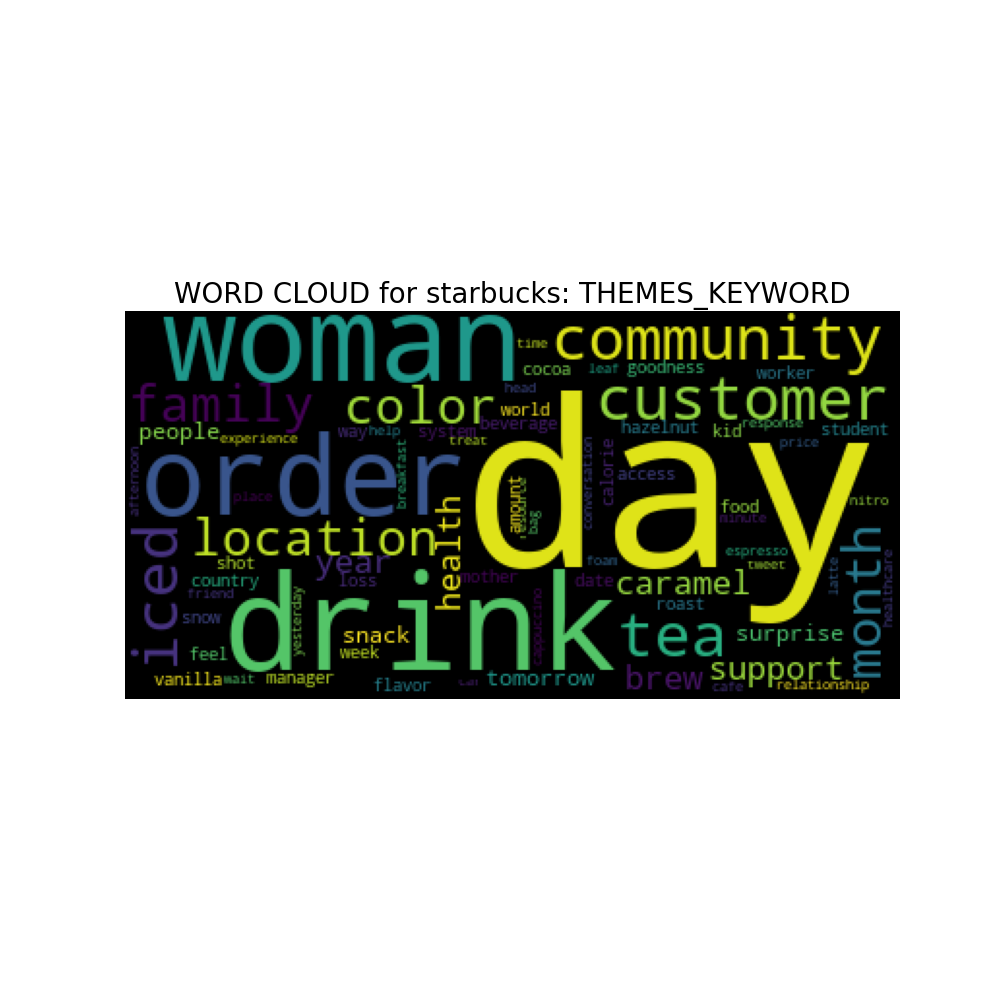 WORD CLOUD for starbucks: THEMES_KEYWORD
woman
time
community
cocoa
leaf
goodness
worker
family
color
head
world
customer
people
experience
way
help
system
beverage
treat
hazelnut
kid
response
student
price
order
day
afternoon
place
breakfast
amount
resource
bag
conversation
calorie
access
food
minute
nitro
location
health
iced
shot
year
country
loss
friend
mother
foam
date
caramel
espresso
tweet
latte
month
healthcare
snow
drink
yesterday
snack
week
cappuccino
roast
tea
surprise
feel
support
vanilla
wait
manager
flavor
can
tomorrow
brew
cafe
relationship